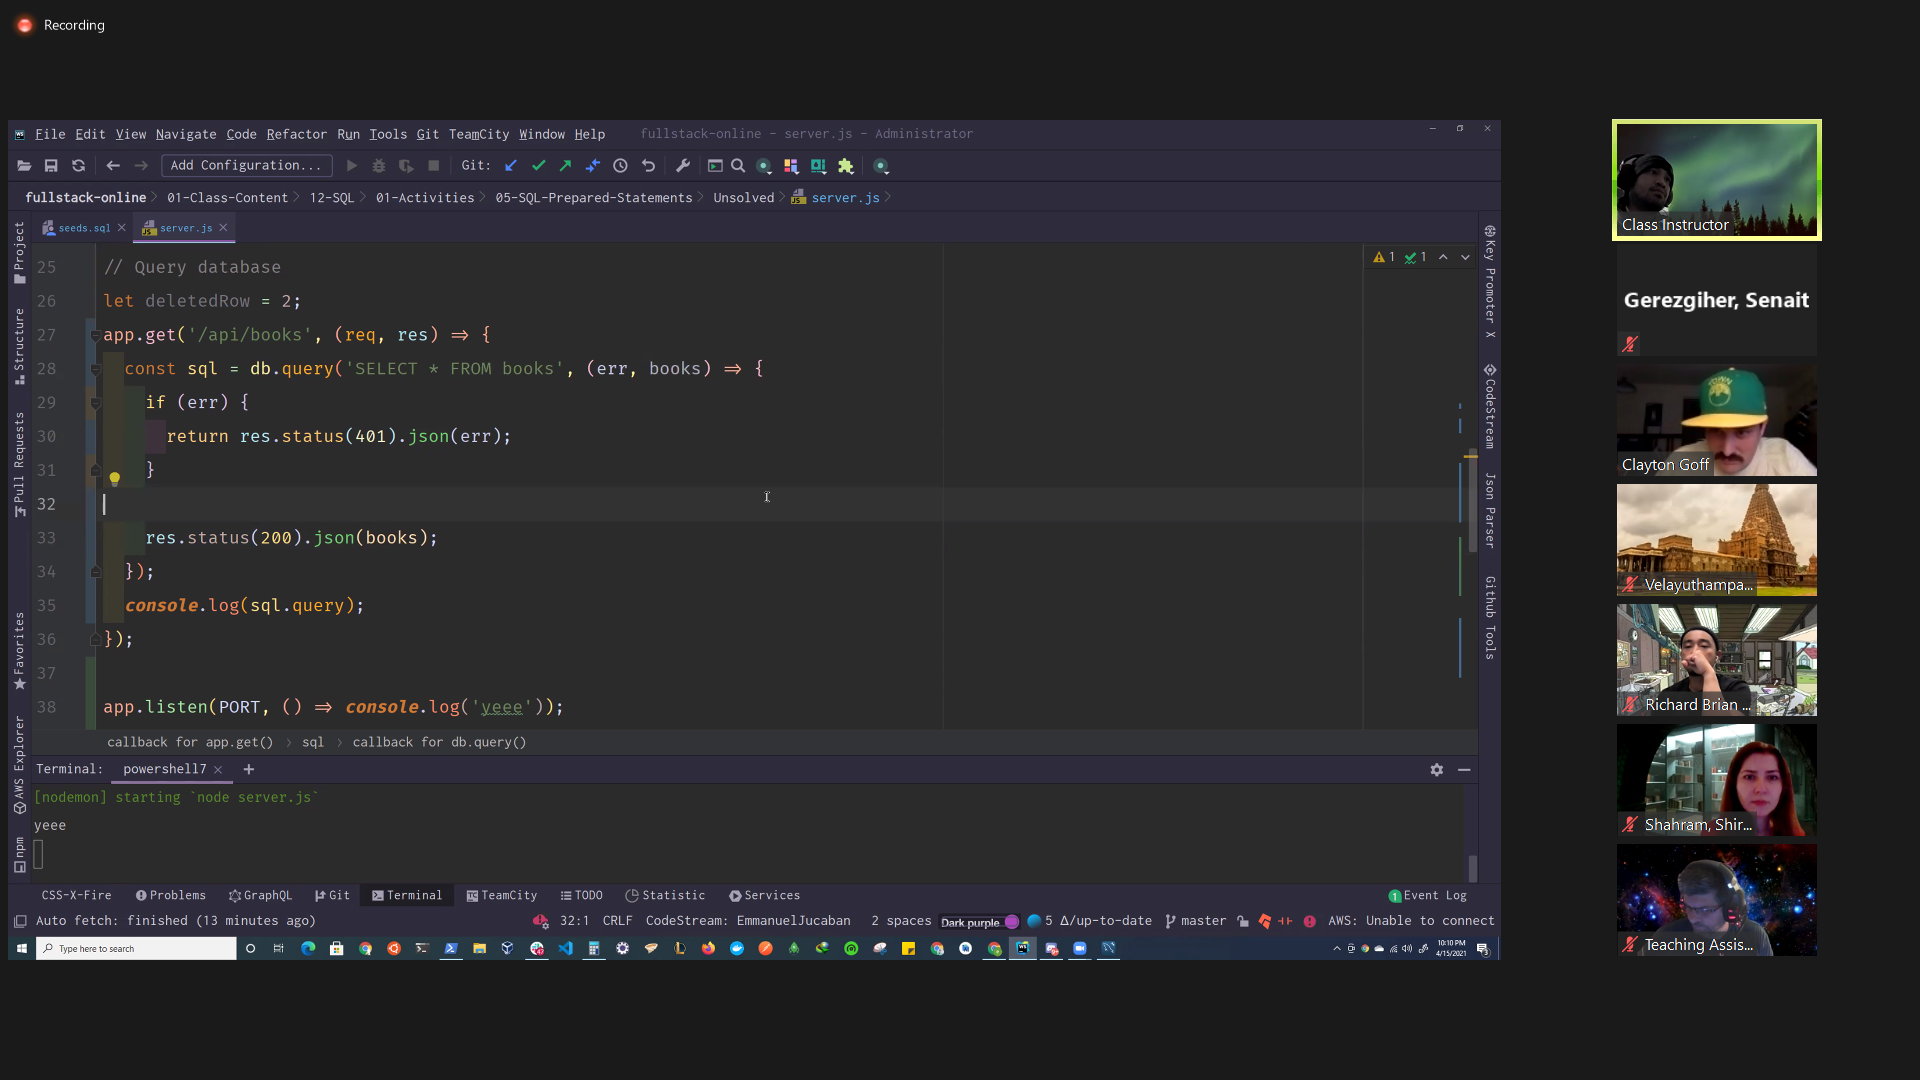 Recording
File Edit View Navigate Code Refactor Run Tools Git TeamCity Window Help fullstack-online - server.js - Administrator
Add Configuration... Git:
fullstack-online 01-Class-Content 12-SQL 01-Activities 05-SQL-Prepared-Statements Unsolved server.js
seeds.sql server.js
25 // Query database
26 let deletedRow = 2;
27 app.get('/api/books', (req, res) => {
28 const sql = db.query('SELECT * FROM books', (err, books) => {
29 if (err) {
30 return res.status(401).json(err);
31 }
32
33 res.status(200).json(books);
34 });
35 console.log(sql.query);
36 });
37
38 app.listen(PORT, () => console.log('yeee'));
1 1
callback for app.get() sql callback for db.query()
Terminal: powershell7 +
[nodemon] starting `node server.js`
yeee
CSS-X-Fire Problems GraphQL Git Terminal TeamCity TODO Statistic Services 1 Event Log
Auto fetch: finished (13 minutes ago) 32:1 CRLF CodeStream: EmmanuelJucaban 2 spaces Dark purple 5 Δ/up-to-date master AWS: Unable to connect
Type here to search 10:10 PM
4/15/2021
Project
Structure
Pull Requests
Favorites
AWS Explorer
npm
Key Promoter X
CodeStream
Json Parser
Github Tools
Class Instructor
Gerezgiher, Senait
TOWN
Clayton Goff
Velayuthampa...
Richard Brian ...
Shahram, Shir...
Teaching Assis...